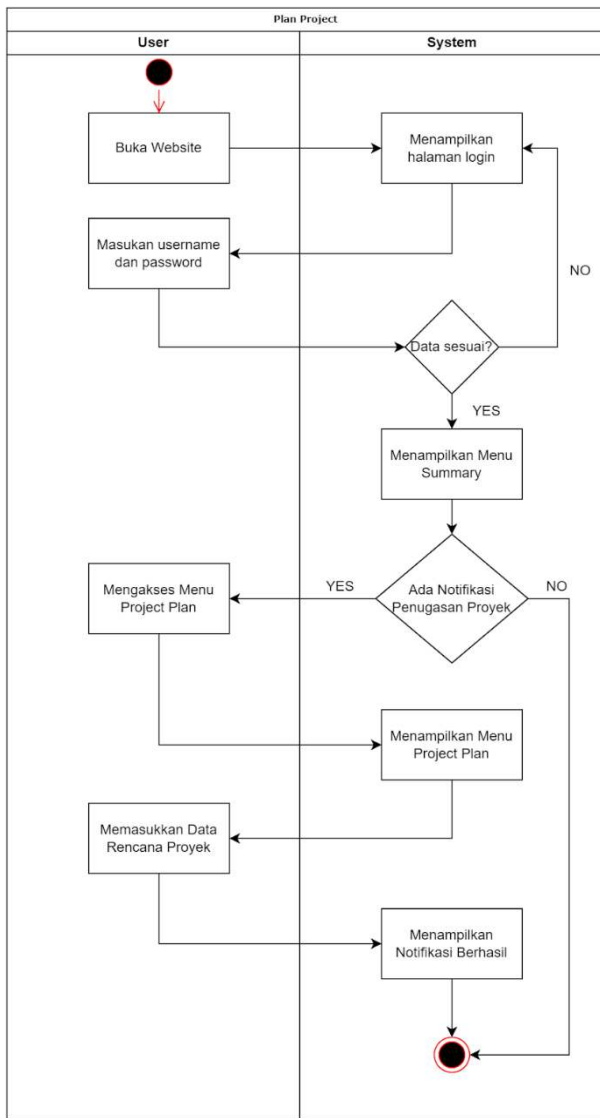 Plan Project
User
System
Buka Website
Menampilkan
halaman login
Masukan username
dan password
NO
Data sesuai?
YES
Menampilkan Menu
Summary
Mengakses Menu
Project Plan
YES
Ada Notifikasi
Penugasan Proyek
NO
Menampilkan Menu
Project Plan
Memasukkan Data
Rencana Proyek
Menampilkan
Notifikasi Berhasil